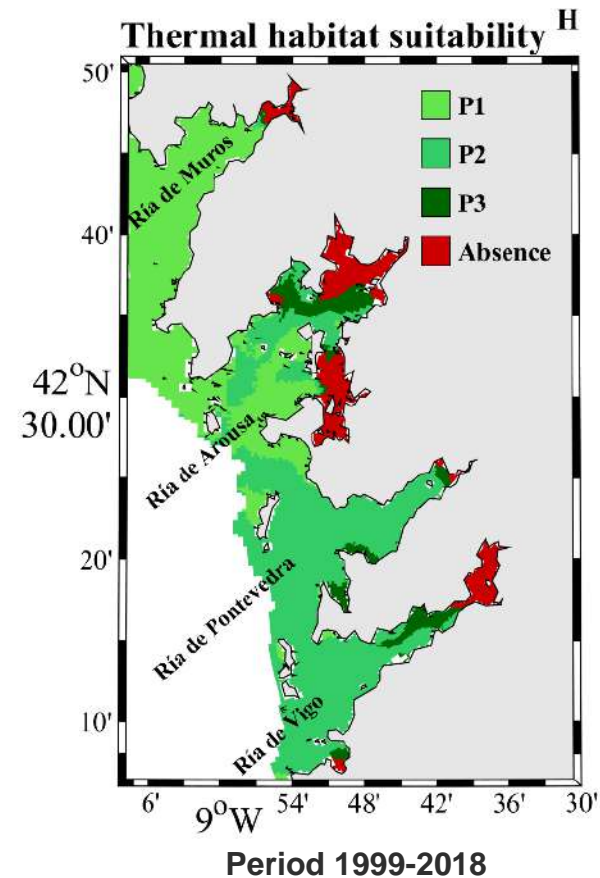 Thermal habitat suitability H
50'
P1
P2
P3
Absence
Ría de Muros
40'
42°N
30.00'
Ría de Arousa
20'
Ría de Pontevedra
10'
Ría de Vigo
6' 9°W 54' 48' 42' 36' 30'
Period 1999-2018